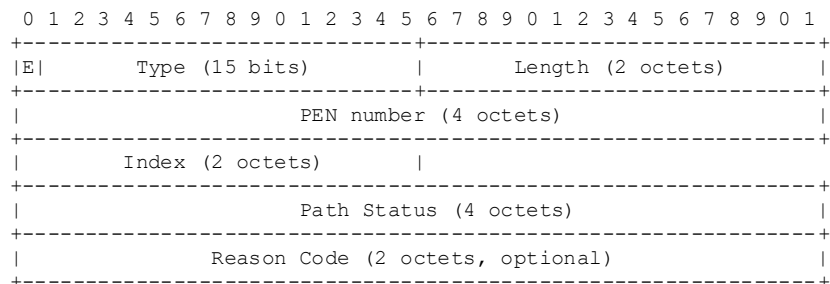 0 1 2 3 4 5 6 7 8 9 0 1 2 3 4 5 6 7 8 9 0 1 2 3 4 5 6 7 8 9 0 1
+-------------------------------+-------------------------------+
|E|       Type (15 bits)        |       Length (2 octets)       |
+-------------------------------+-------------------------------+
|                      PEN number (4 octets)                    |
+---------------------------------------------------------------+
|        Index (2 octets)       |
+---------------------------------------------------------------+
|                      Path Status (4 octets)                   |
+---------------------------------------------------------------+
|               Reason Code (2 octets, optional)                |
+---------------------------------------------------------------+